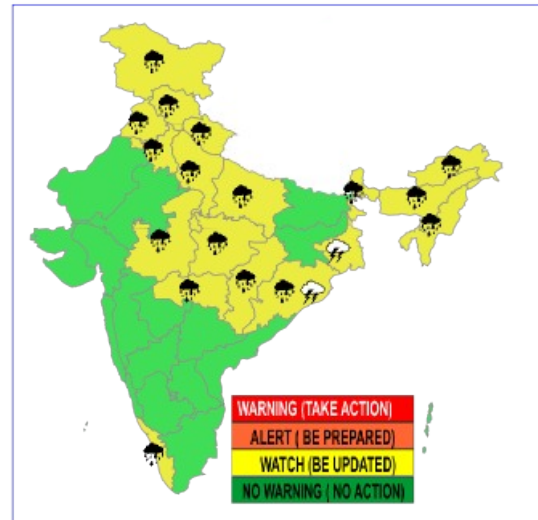 WARNING (TAKE ACTION)
ALERT ( BE PREPARED)
WATCH (BE UPDATED)
NO WARNING ( NO ACTION)